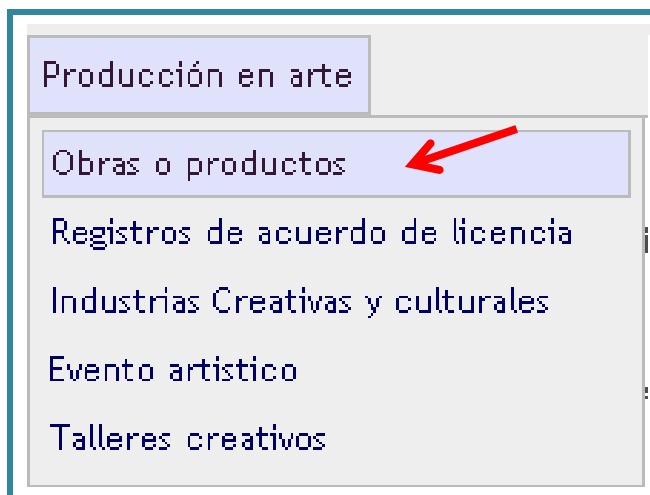 Producción en arte
Obras o productos
Registros de acuerdo de licencia
Industrias Creativas y culturales
Evento artistico
Talleres creativos